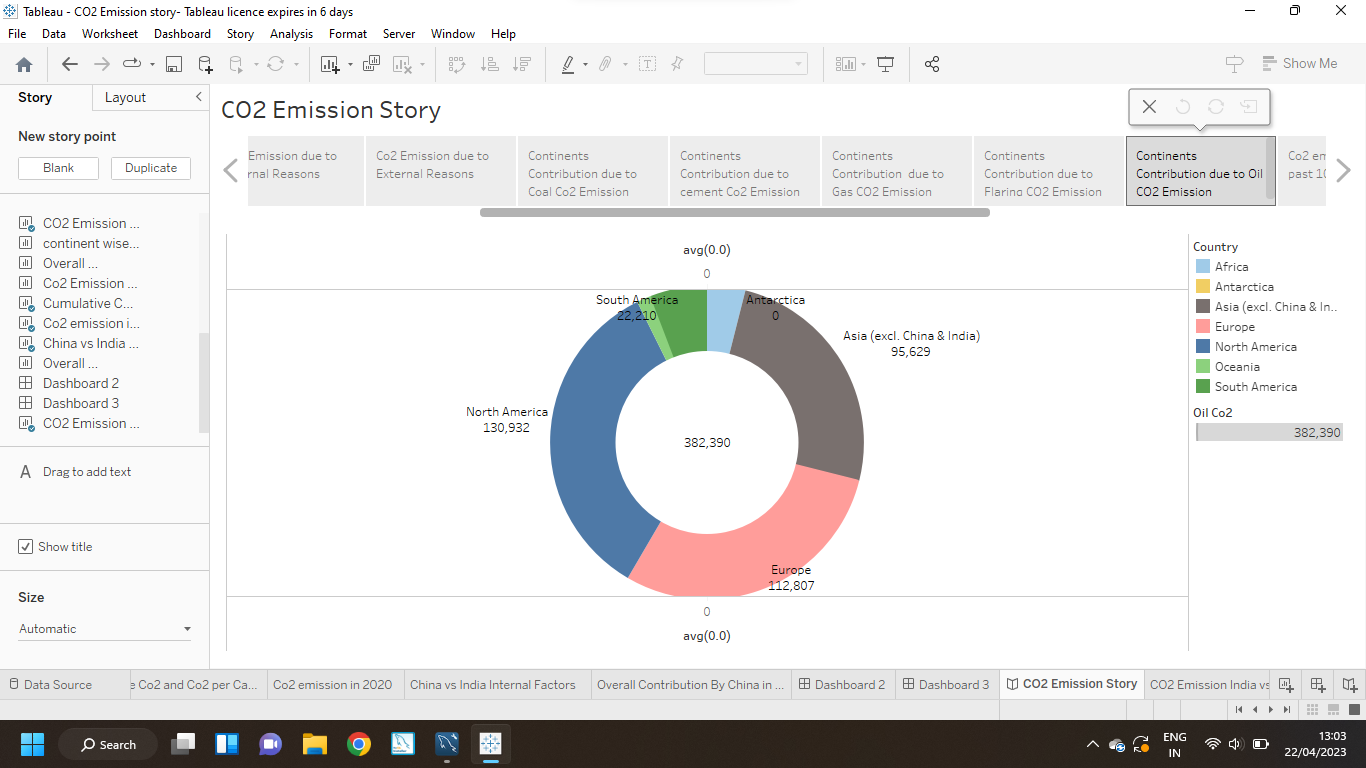 Tableau - CO2 Emission story- Tableau licence expires in 6 days
File Data Worksheet Dashboard Story Analysis Format Server Window Help
Show Me
Story Layout
New story point
Blank Duplicate
CO2 Emission ...
continent wise...
Overall ...
Co2 Emission ...
Cumulative C...
Co2 emission i...
China vs India ...
Overall ...
Dashboard 2
Dashboard 3
CO2 Emission ...
A Drag to add text
Show title
Size
Automatic
CO2 Emission Story
Emission due to
rnal Reasons
Co2 Emission due to
External Reasons
Continents
Contribution due to
Coal Co2 Emission
Continents
Contribution due to
cement Co2 Emission
Continents
Contribution due to
Gas CO2 Emission
Continents
Contribution due to
Flaring CO2 Emission
Continents
Contribution due to Oil
CO2 Emission
Co2 em
past 10
avg(0.0)
0
South America
22,210
Antarctica
0
Asia (excl. China & India)
95,629
North America
130,932
382,390
Europe
112,807
0
avg(0.0)
Country
Africa
Antarctica
Asia (excl. China & In..
Europe
North America
Oceania
South America
Oil Co2
382,390
Data Source e Co2 and Co2 per Ca... Co2 emission in 2020 China vs India Internal Factors Overall Contribution By China in ... Dashboard 2 Dashboard 3 CO2 Emission Story CO2 Emission India vs
Search
ENG
IN
13:03
22/04/2023